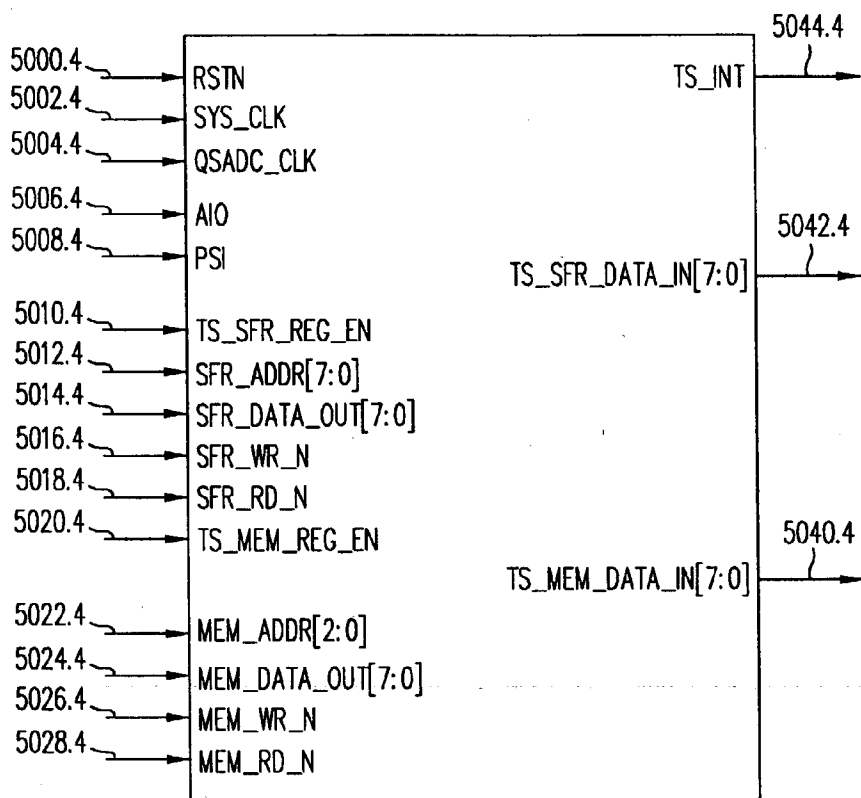 5044.4
5000.4 RSTN TS_INT
5002.4 SYS_CLK
5004.4 QSADC_CLK
5006.4 AIO
5042.4
5008.4 PSI
TS_SFR_DATA_IN[7:0]
5010.4 TS_SFR_REG_EN
5012.4 SFR_ADDR[7:0]
5014.4 SFR_DATA_OUT[7:0]
5016.4 SFR_WR_N
5018.4 SFR_RD_N
5020.4 TS_MEM_REG_EN
5040.4
TS_MEM_DATA_IN[7:0]
5022.4 MEM_ADDR[2:0]
5024.4 MEM_DATA_OUT[7:0]
5026.4 MEM_WR_N
5028.4 MEM_RD_N